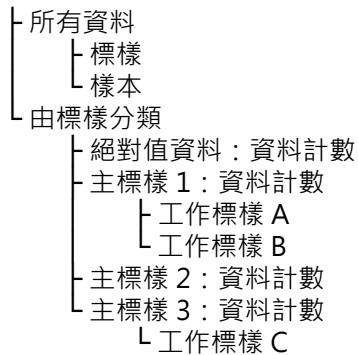 所有資料
標樣
樣本
由標樣分類
絕對值資料：資料計數
主標樣 1：資料計數
工作標樣 A
工作標樣 B
主標樣 2：資料計數
主標樣 3：資料計數
工作標樣 C